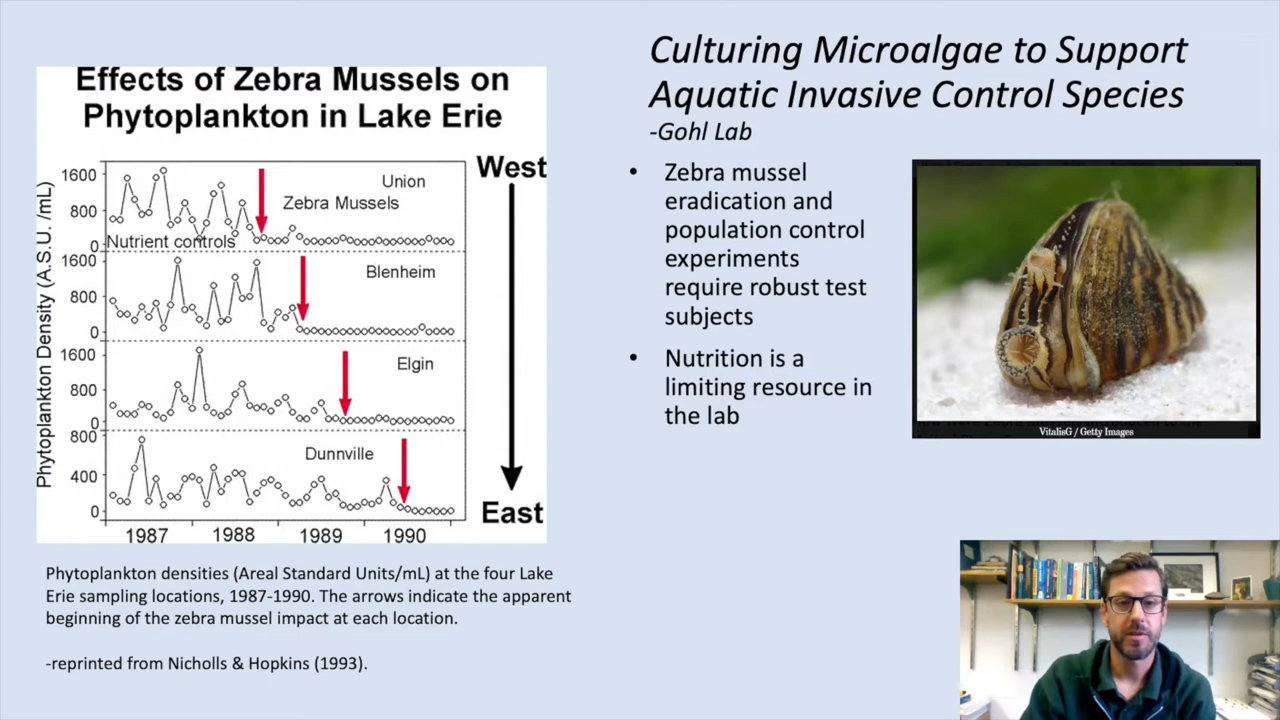 Effects of Zebra Mussels on
Phytoplankton in Lake Erie
Phytoplankton Density (A.S.U. /mL)
1600
800
0
Union
Zebra Mussels
Nutrient controls
1600
800
0
Blenheim
1600
800
0
Elgin
800
400
0
Dunnville
1987
1988
1989
1990
West
East
Phytoplankton densities (Areal Standard Units/mL) at the four Lake
Erie sampling locations, 1987-1990. The arrows indicate the apparent
beginning of the zebra mussel impact at each location.
-reprinted from Nicholls & Hopkins (1993).
Culturing Microalgae to Support
Aquatic Invasive Control Species
-Gohl Lab
• Zebra mussel
eradication and
population control
experiments
require robust test
subjects
• Nutrition is a
limiting resource in
the lab
VitalisG / Getty Images